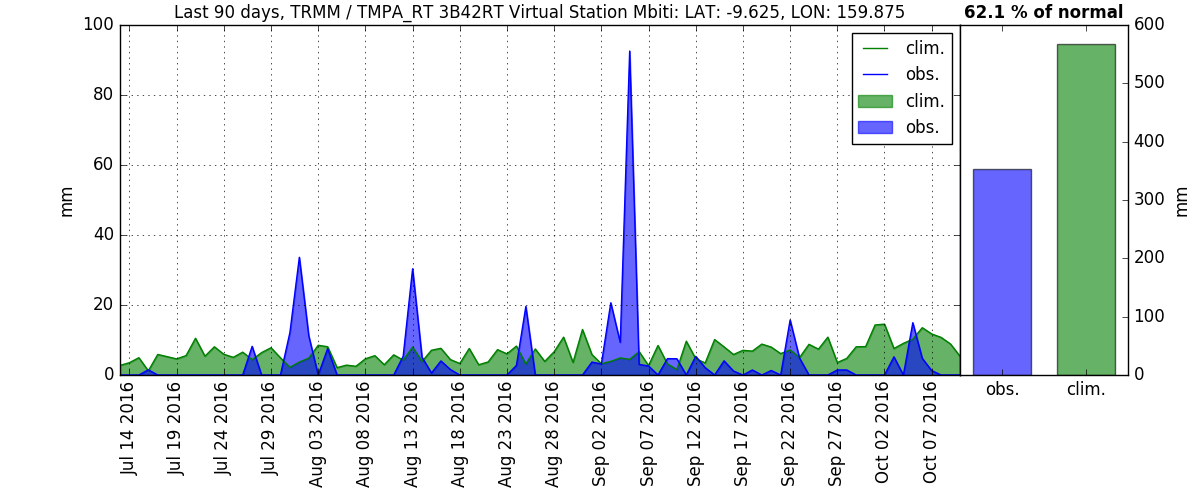 Last 90 days, TRMM / TMPA_RT 3B42RT Virtual Station Mbiti: LAT: -9.625, LON: 159.875
62.1 % of normal
100
80
60
40
20
0
mm
clim.
obs.
clim.
obs.
600
500
400
300
200
100
0
mm
obs.
clim.
Jul 14 2016
Jul 19 2016
Jul 24 2016
Jul 29 2016
Aug 03 2016
Aug 08 2016
Aug 13 2016
Aug 18 2016
Aug 23 2016
Aug 28 2016
Sep 02 2016
Sep 07 2016
Sep 12 2016
Sep 17 2016
Sep 22 2016
Sep 27 2016
Oct 02 2016
Oct 07 2016